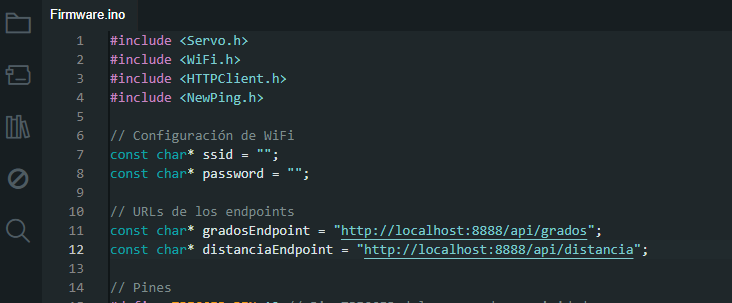 Firmware.ino
1 #include <Servo.h>
2 #include <WiFi.h>
3 #include <HTTPClient.h>
4 #include <NewPing.h>
5
6 // Configuración de WiFi
7 const char* ssid = "";
8 const char* password = "";
9
10 // URLs de los endpoints
11 const char* gradosEndpoint = "http://localhost:8888/api/grados";
12 const char* distanciaEndpoint = "http://localhost:8888/api/distancia";
13
14 // Pines